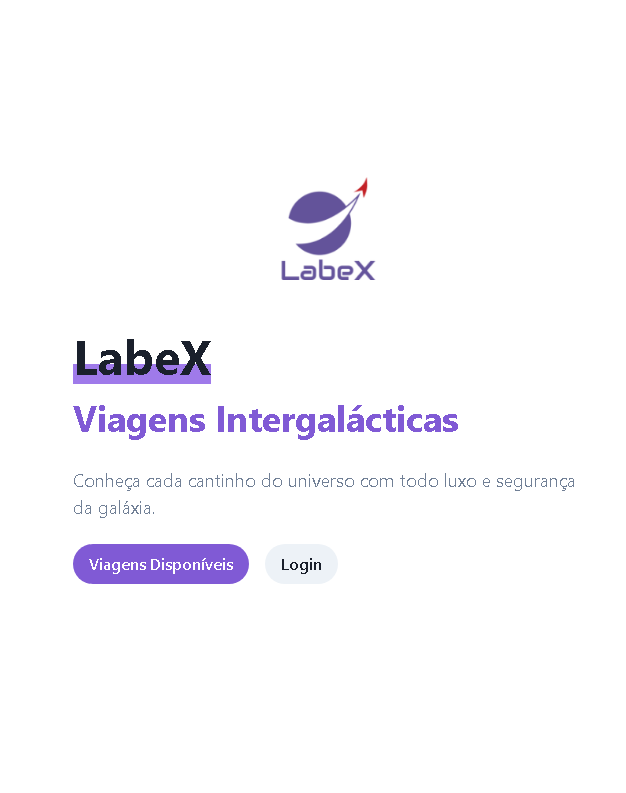 LabeX
LabeX
Viagens Intergalácticas
Conheça cada cantinho do universo com todo luxo e segurança
da galáxia.
Viagens Disponíveis
Login